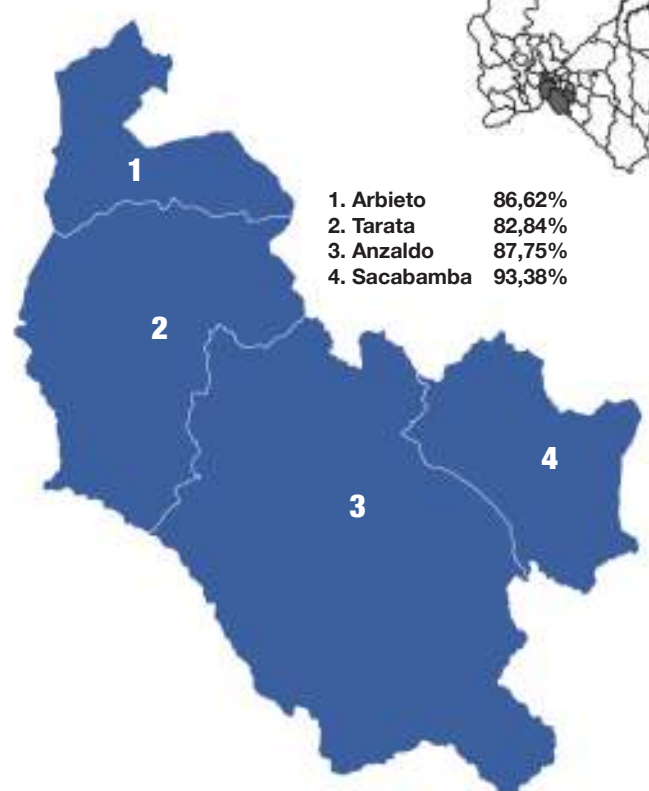 1
1. Arbieto 86,62%
2. Tarata 82,84%
3. Anzaldo 87,75%
4. Sacabamba 93,38%
2
4
3